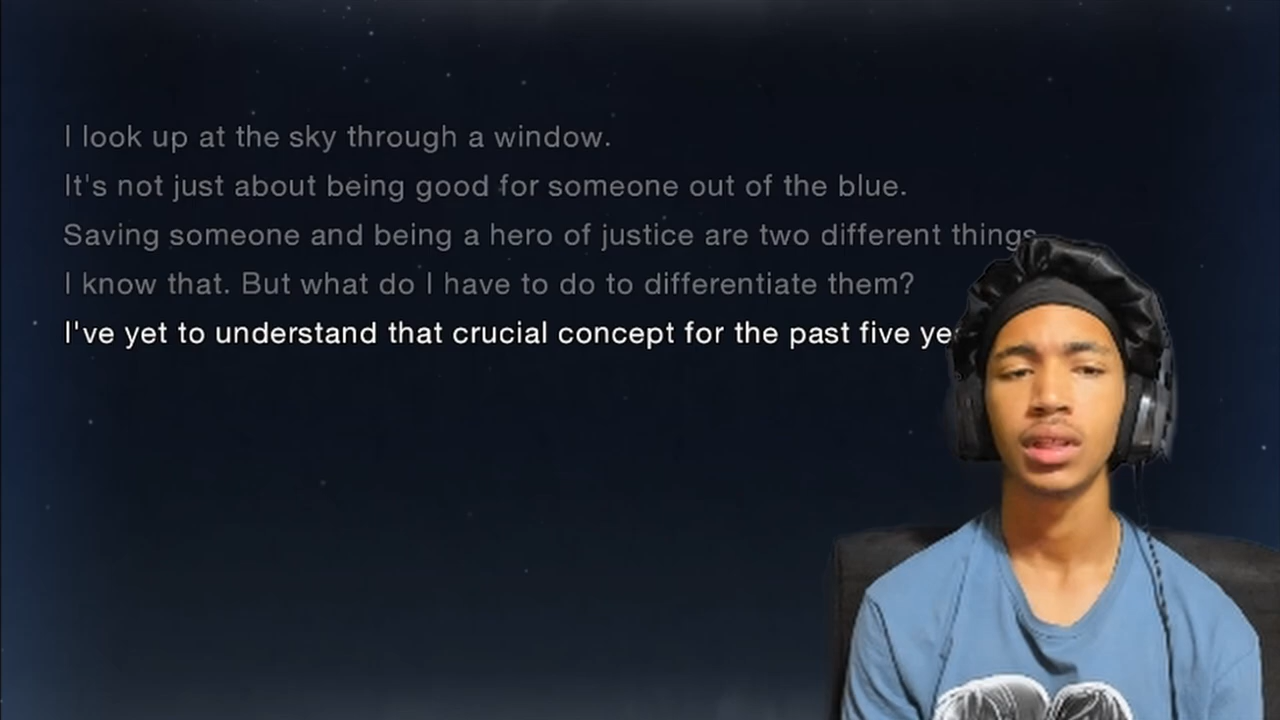 I look up at the sky through a window.
It's not just about being good for someone out of the blue.
Saving someone and being a hero of justice are two different things
I know that. But what do I have to do to differentiate them?
I've yet to understand that crucial concept for the past five